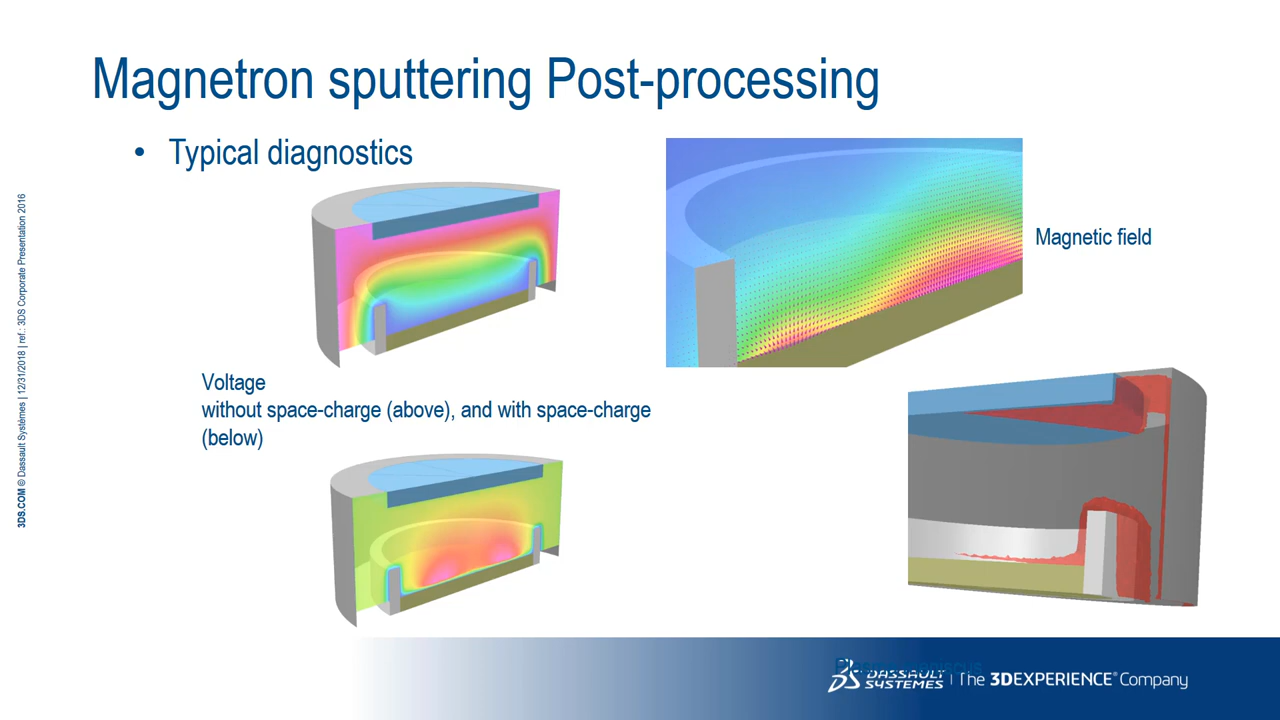 Magnetron sputtering Post-processing
• Typical diagnostics
Magnetic field
Voltage
without space-charge (above), and with space-charge
(below)
3DS.COM © Dassault Systèmes | 12/31/2018 | ref.: 3DS Corporate Presentation 2016
DASSAULT
SYSTEMES | The 3DEXPERIENCE® Company